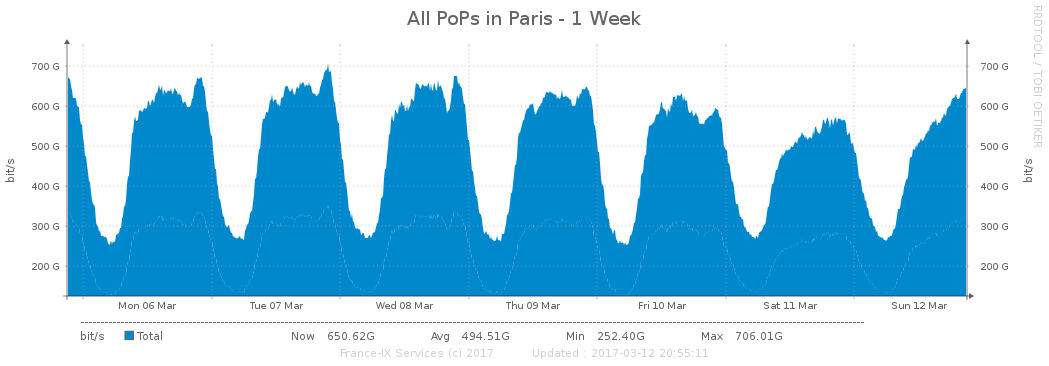 All PoPs in Paris - 1 Week
RRDTOOL / TOBI OETIKER
700 G 700 G
600 G 600 G
500 G 500 G
400 G 400 G
300 G 300 G
200 G 200 G
bit/s
bit/s
Mon 06 Mar Tue 07 Mar Wed 08 Mar Thu 09 Mar Fri 10 Mar Sat 11 Mar Sun 12 Mar
bit/s Total Now 650.62G Avg 494.51G Min 252.40G Max 706.01G
France-IX Services (c) 2017 Updated : 2017-03-12 20:55:11